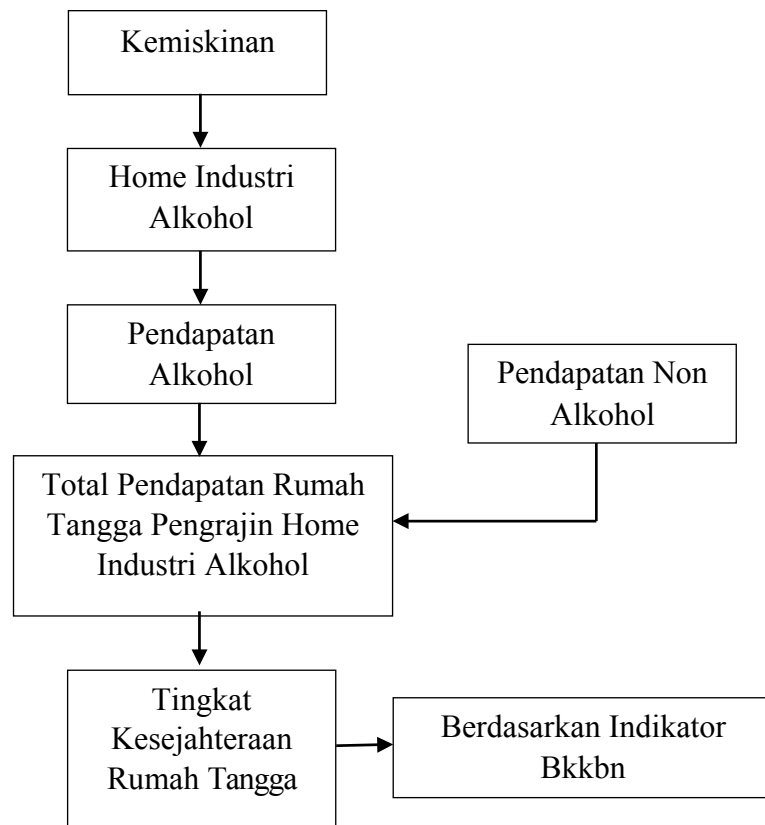 Kemiskinan
Home Industri
Alkohol
Pendapatan
Alkohol
Pendapatan Non
Alkohol
Total Pendapatan Rumah
Tangga Pengrajin Home
Industri Alkohol
Tingkat
Kesejahteraan
Rumah Tangga
Berdasarkan Indikator
Bkkbn